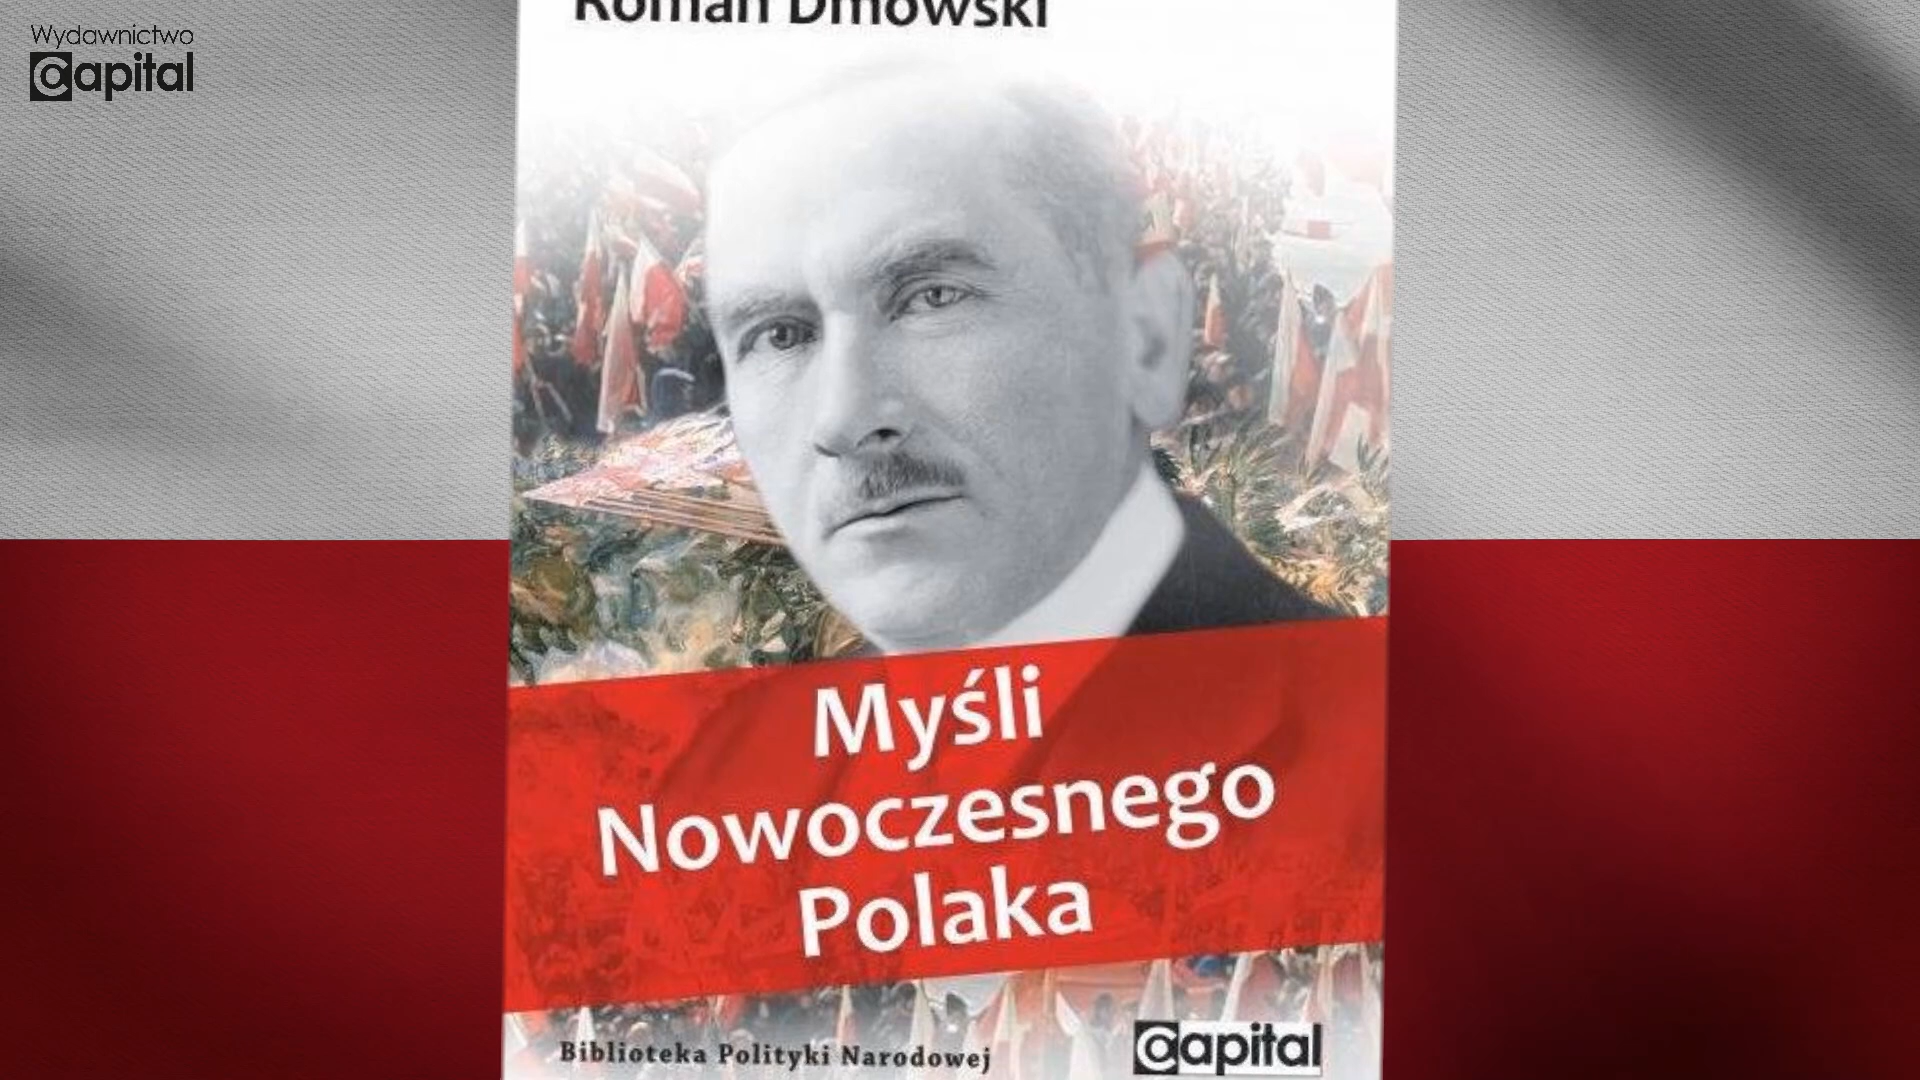 Wydawnictwo
Capital
Roman Dmowski
Myśli
Nowoczesnego
Polaka
Biblioteka Polityki Narodowej
Capital